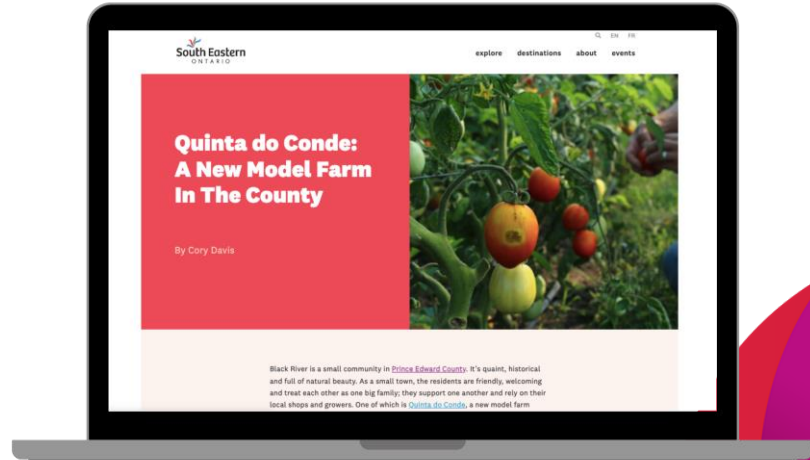 South Eastern
ONTARIO
EN FR
explore destinations about events
Quinta do Conde:
A New Model Farm
In The County
By Cory Davis
Black River is a small community in Prince Edward County. It's quaint, historical
and full of natural beauty. As a small town, the residents are friendly, welcoming
and treat each other as one big family; they support one another and rely on their
local shops and growers. One of which is Quinta do Conde, a new model farm